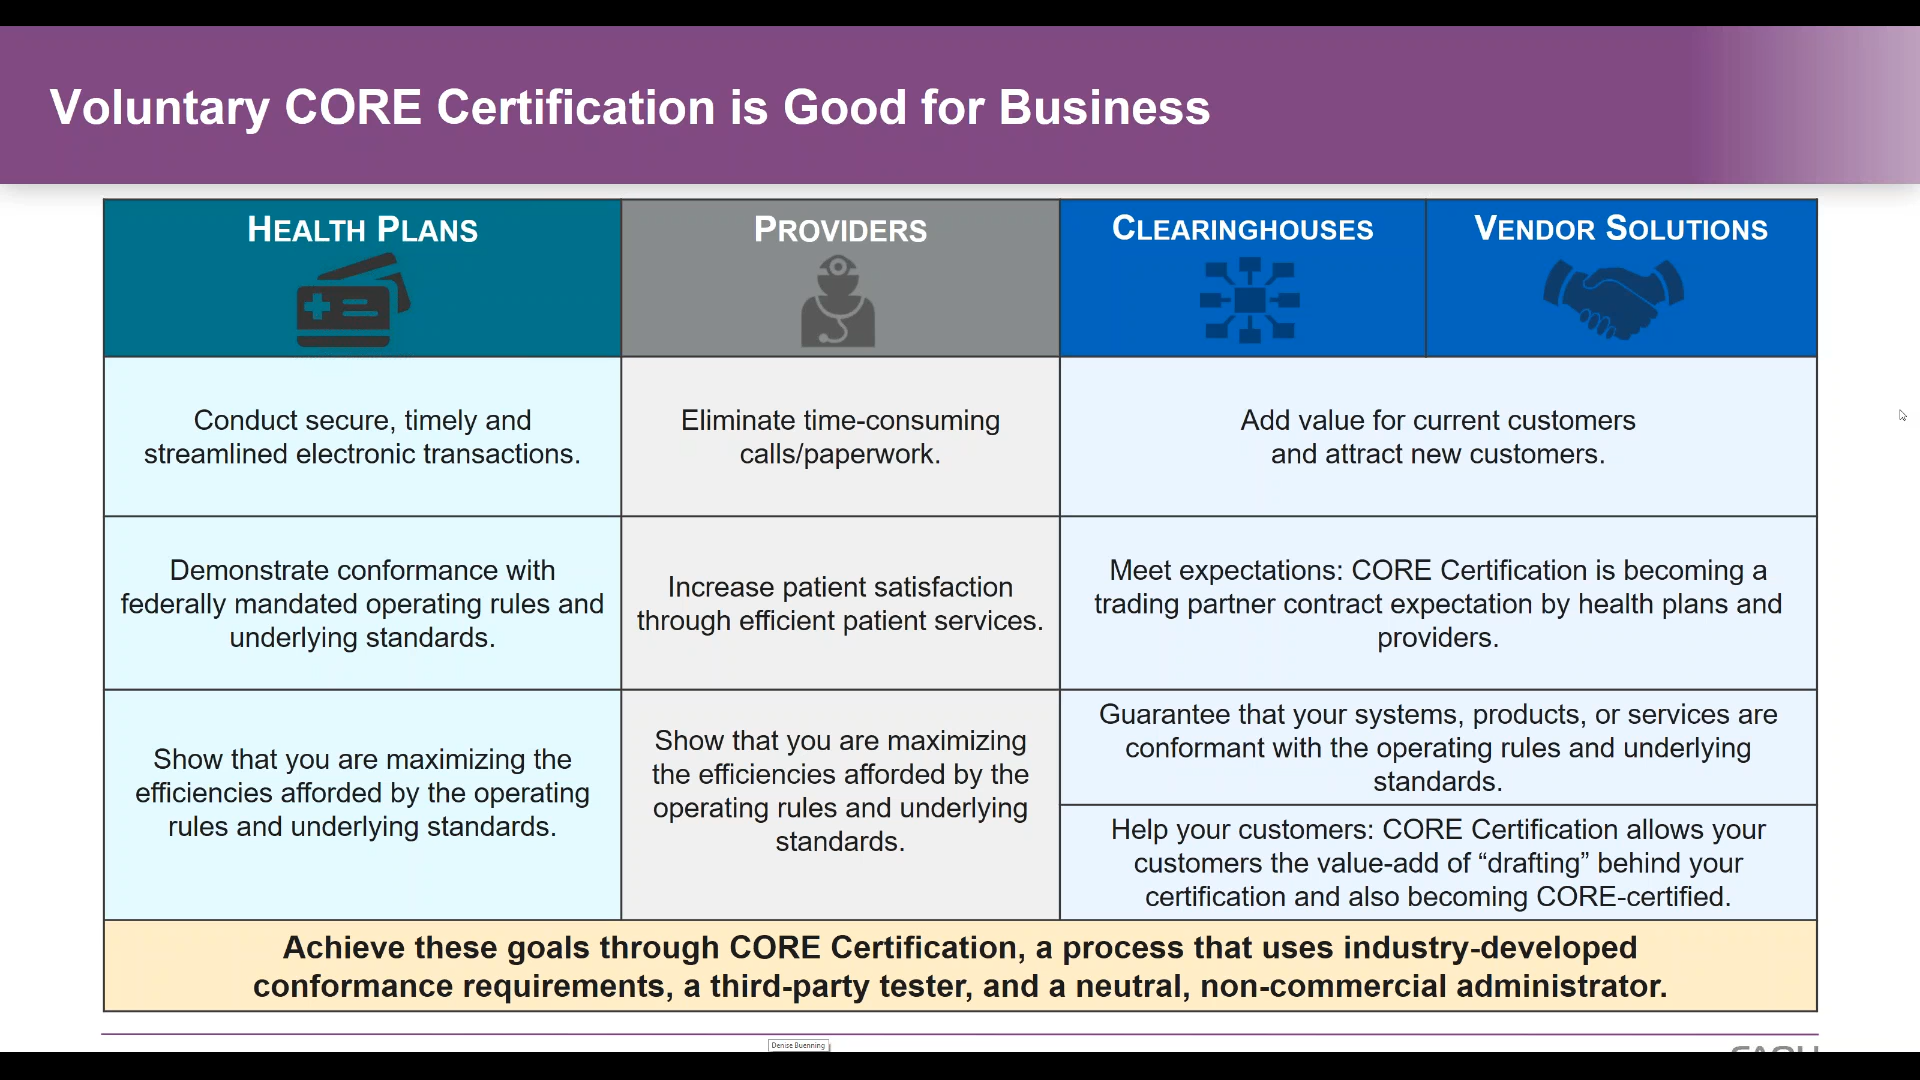 Voluntary CORE Certification is Good for Business
HEALTH PLANS
PROVIDERS
CLEARINGHOUSES
VENDOR SOLUTIONS
Conduct secure, timely and
streamlined electronic transactions.
Eliminate time-consuming
calls/paperwork.
Add value for current customers
and attract new customers.
Demonstrate conformance with
federally mandated operating rules and
underlying standards.
Increase patient satisfaction
through efficient patient services.
Meet expectations: CORE Certification is becoming a
trading partner contract expectation by health plans and
providers.
Show that you are maximizing the
efficiencies afforded by the operating
rules and underlying standards.
Show that you are maximizing
the efficiencies afforded by the
operating rules and underlying
standards.
Guarantee that your systems, products, or services are
conformant with the operating rules and underlying
standards.
Help your customers: CORE Certification allows your
customers the value-add of “drafting” behind your
certification and also becoming CORE-certified.
Achieve these goals through CORE Certification, a process that uses industry-developed
conformance requirements, a third-party tester, and a neutral, non-commercial administrator.
Denise Buenning